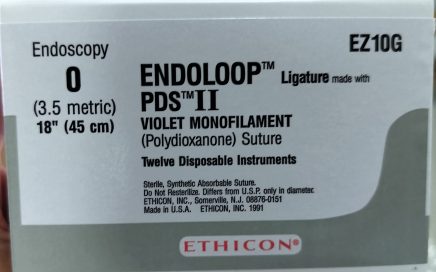 Endoscopy
0
(3.5 metric)
18" (45 cm)
EZ10G
ENDOLOOP™ Ligature made with
PDS™II
VIOLET MONOFILAMENT
(Polydioxanone) Suture
Twelve Disposable Instruments
Sterile, Synthetic Absorbable Suture.
Do Not Resterilize. Differs from U.S.P. only in diameter.
ETHICON, INC., Somerville, N.J. 08876-0151
Made in U.S.A. ETHICON, INC. 1991
ETHICON®